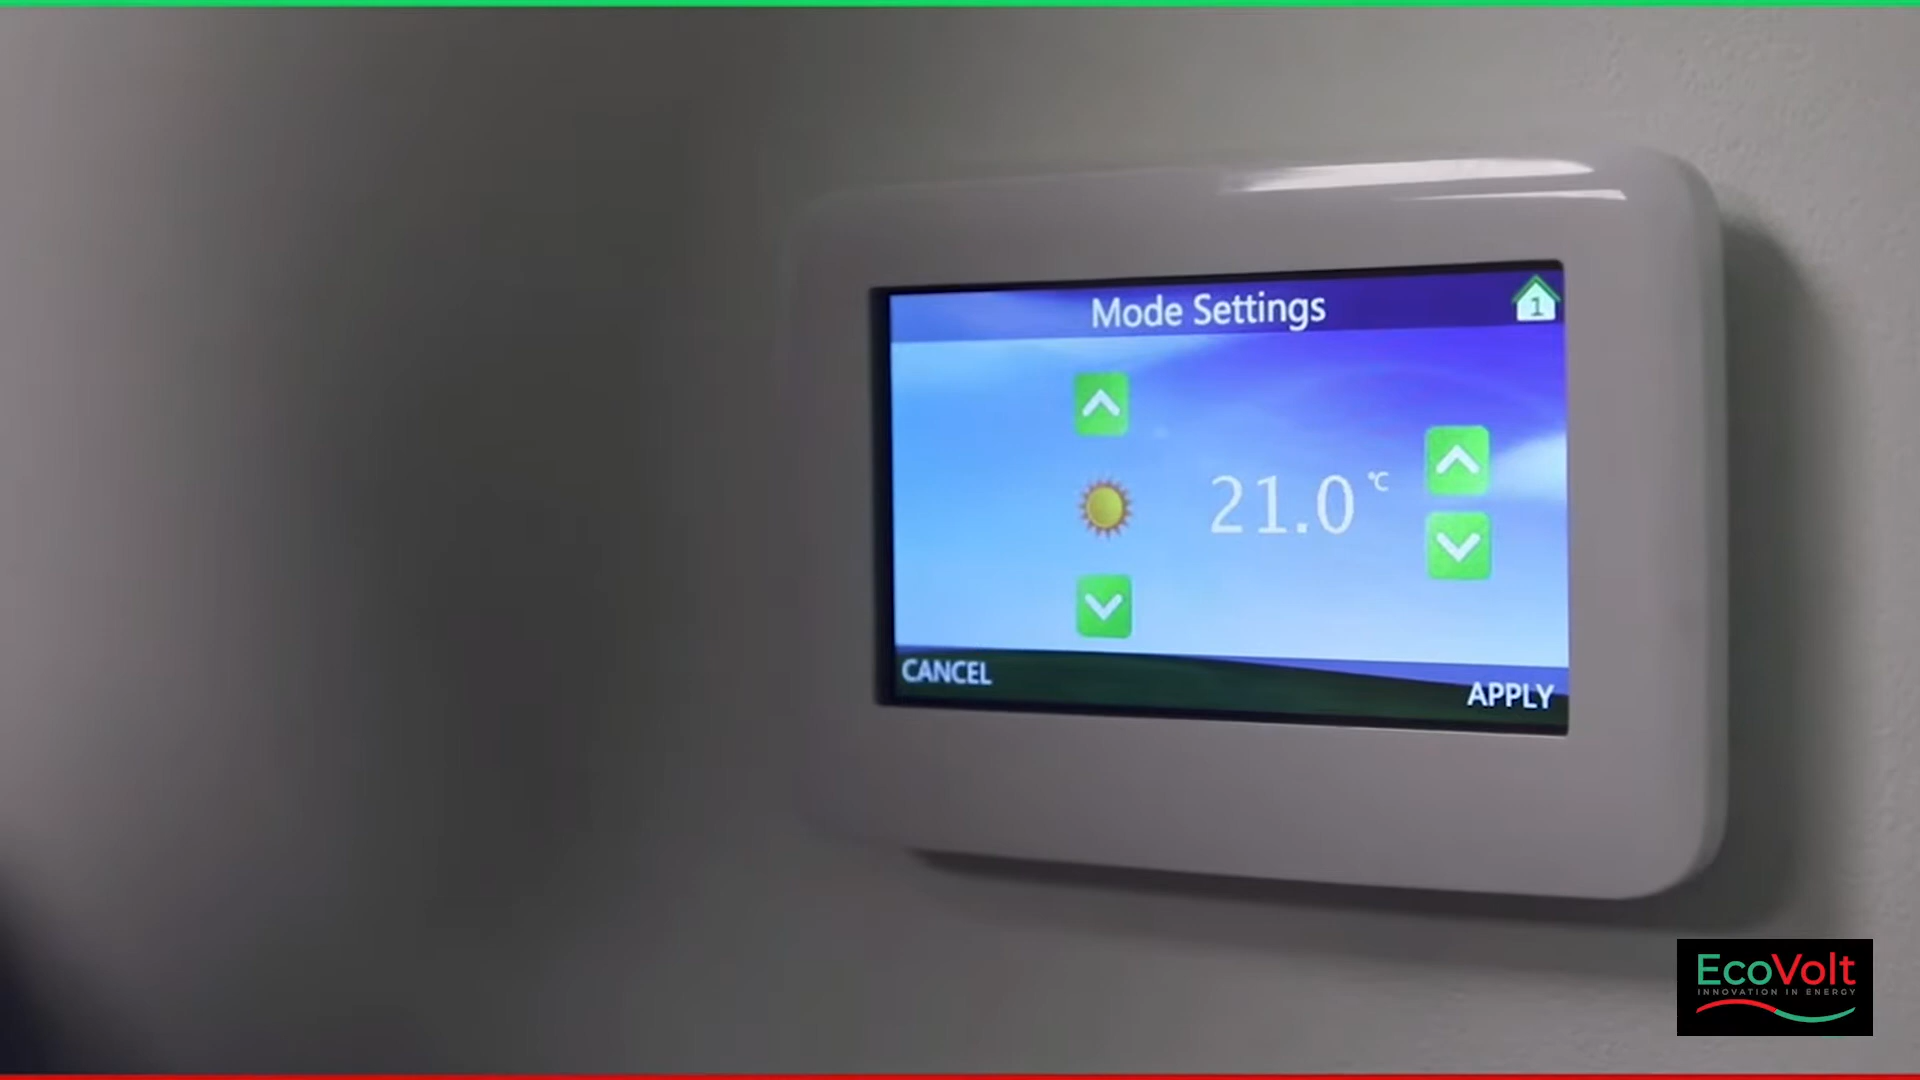 Mode Settings
1
21.0 °C
CANCEL
APPLY
EcoVolt
INNOVATION IN ENERGY